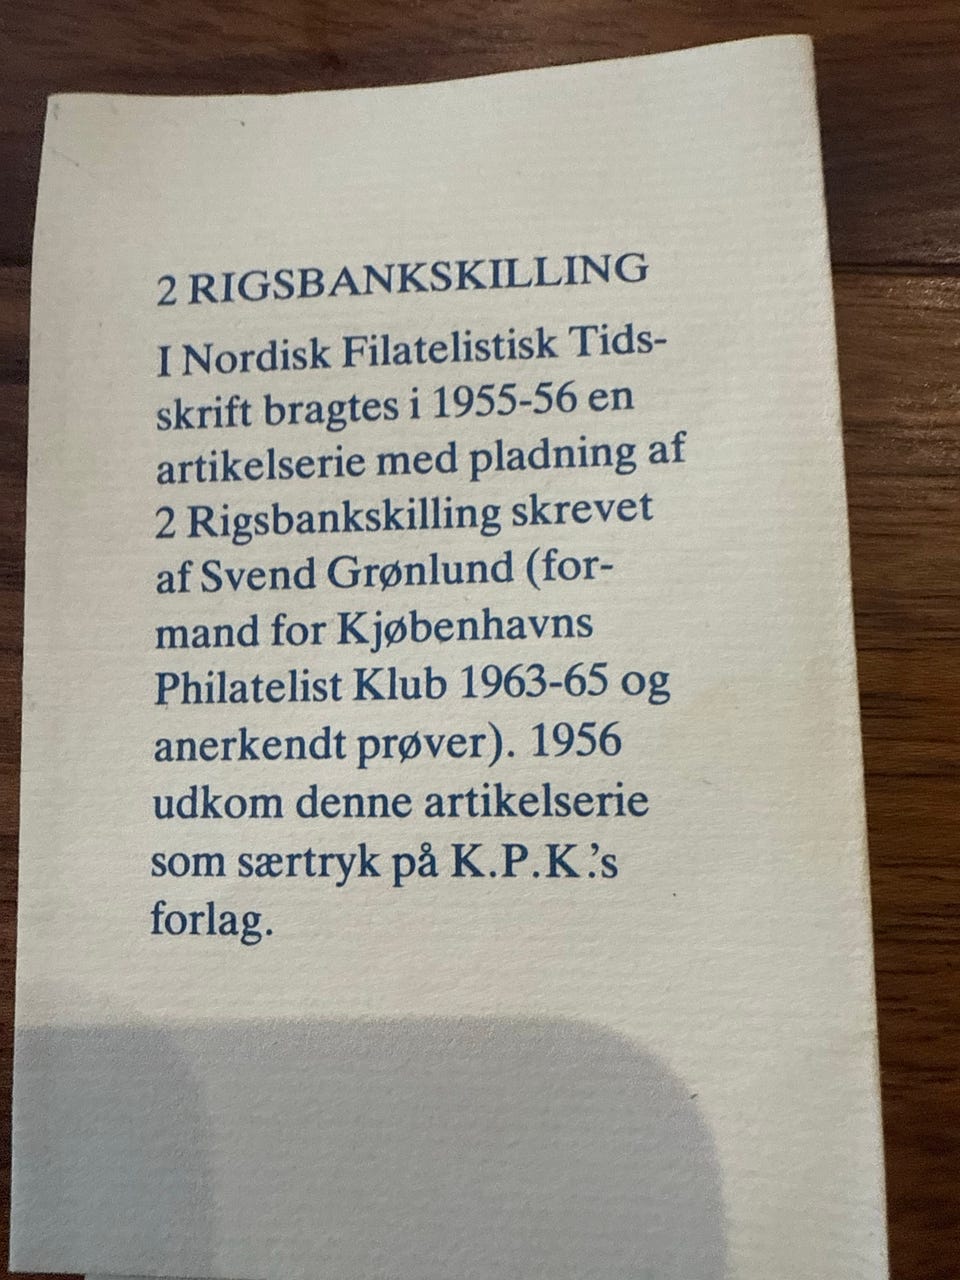 2 RIGSBANKSKILLING
I Nordisk Filatelistisk Tids-
skrift bragtes i 1955-56 en
artikelserie med pladning af
2 Rigsbankskilling skrevet
af Svend Grønlund (for-
mand for Kjøbenhavns
Philatelist Klub 1963-65 og
anerkendt prøver). 1956
udkom denne artikelserie
som særtryk på K.P.K.'s
forlag.